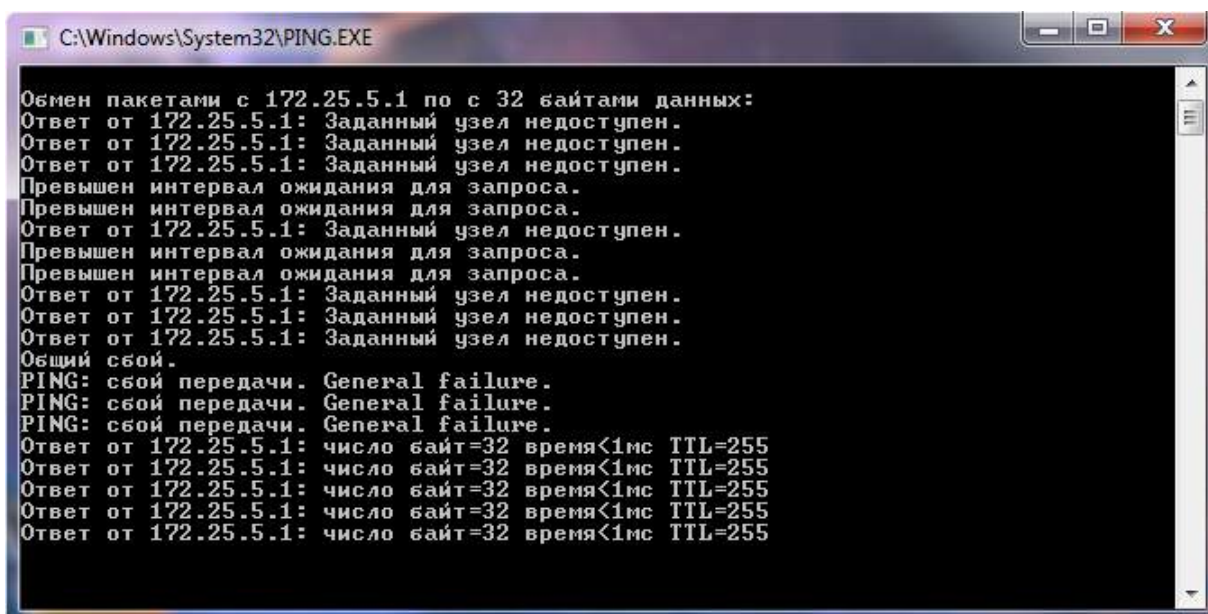 C:\Windows\System32\PING.EXE
Обмен пакетами с 172.25.5.1 по с 32 байтами данных:
Ответ от 172.25.5.1: Заданный узел недоступен.
Ответ от 172.25.5.1: Заданный узел недоступен.
Ответ от 172.25.5.1: Заданный узел недоступен.
Превышен интервал ожидания для запроса.
Превышен интервал ожидания для запроса.
Ответ от 172.25.5.1: Заданный узел недоступен.
Превышен интервал ожидания для запроса.
Превышен интервал ожидания для запроса.
Ответ от 172.25.5.1: Заданный узел недоступен.
Ответ от 172.25.5.1: Заданный узел недоступен.
Ответ от 172.25.5.1: Заданный узел недоступен.
Общий сбой.
PING: сбой передачи. General failure.
PING: сбой передачи. General failure.
PING: сбой передачи. General failure.
Ответ от 172.25.5.1: число байт=32 время<1мс TTL=255
Ответ от 172.25.5.1: число байт=32 время<1мс TTL=255
Ответ от 172.25.5.1: число байт=32 время<1мс TTL=255
Ответ от 172.25.5.1: число байт=32 время<1мс TTL=255
Ответ от 172.25.5.1: число байт=32 время<1мс TTL=255